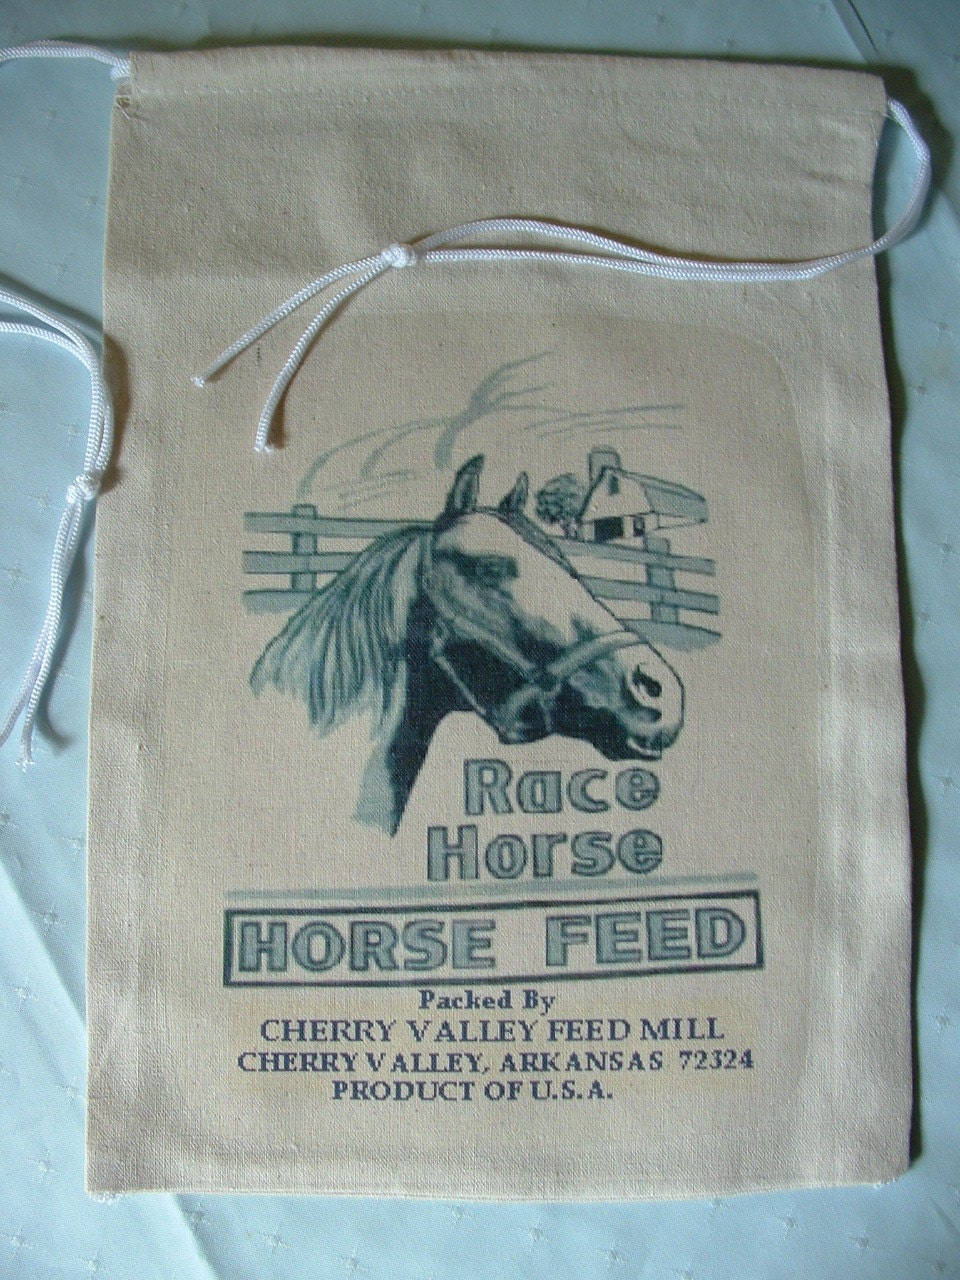 Race
Horse
HORSE FEED
Packed By
CHERRY VALLEY FEED MILL
CHERRY VALLEY, ARKANSAS 72324
PRODUCT OF U.S.A.